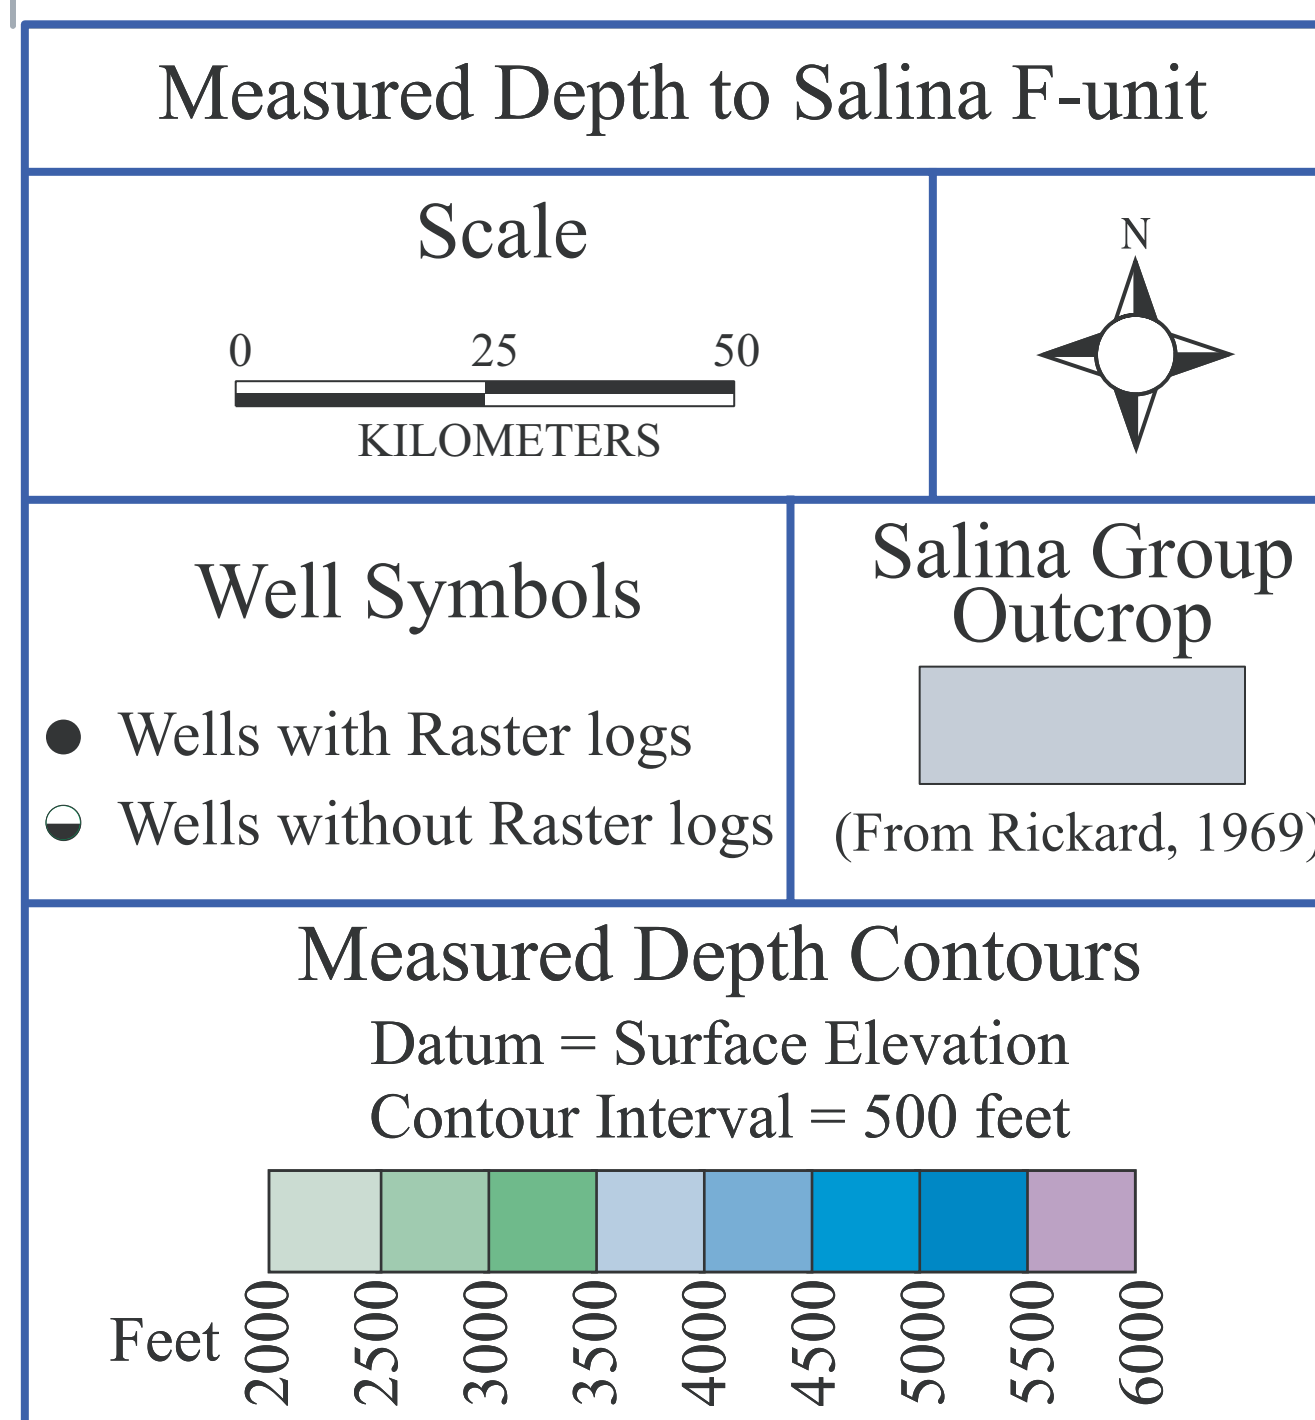 Measured Depth to Salina F-unit
Scale
0 25 50
KILOMETERS
N
Well Symbols
Wells with Raster logs
Wells without Raster logs
Salina Group
Outcrop
(From Rickard, 1969)
Measured Depth Contours
Datum = Surface Elevation
Contour Interval = 500 feet
Feet 2000 2500 3000 3500 4000 4500 5000 5500 6000